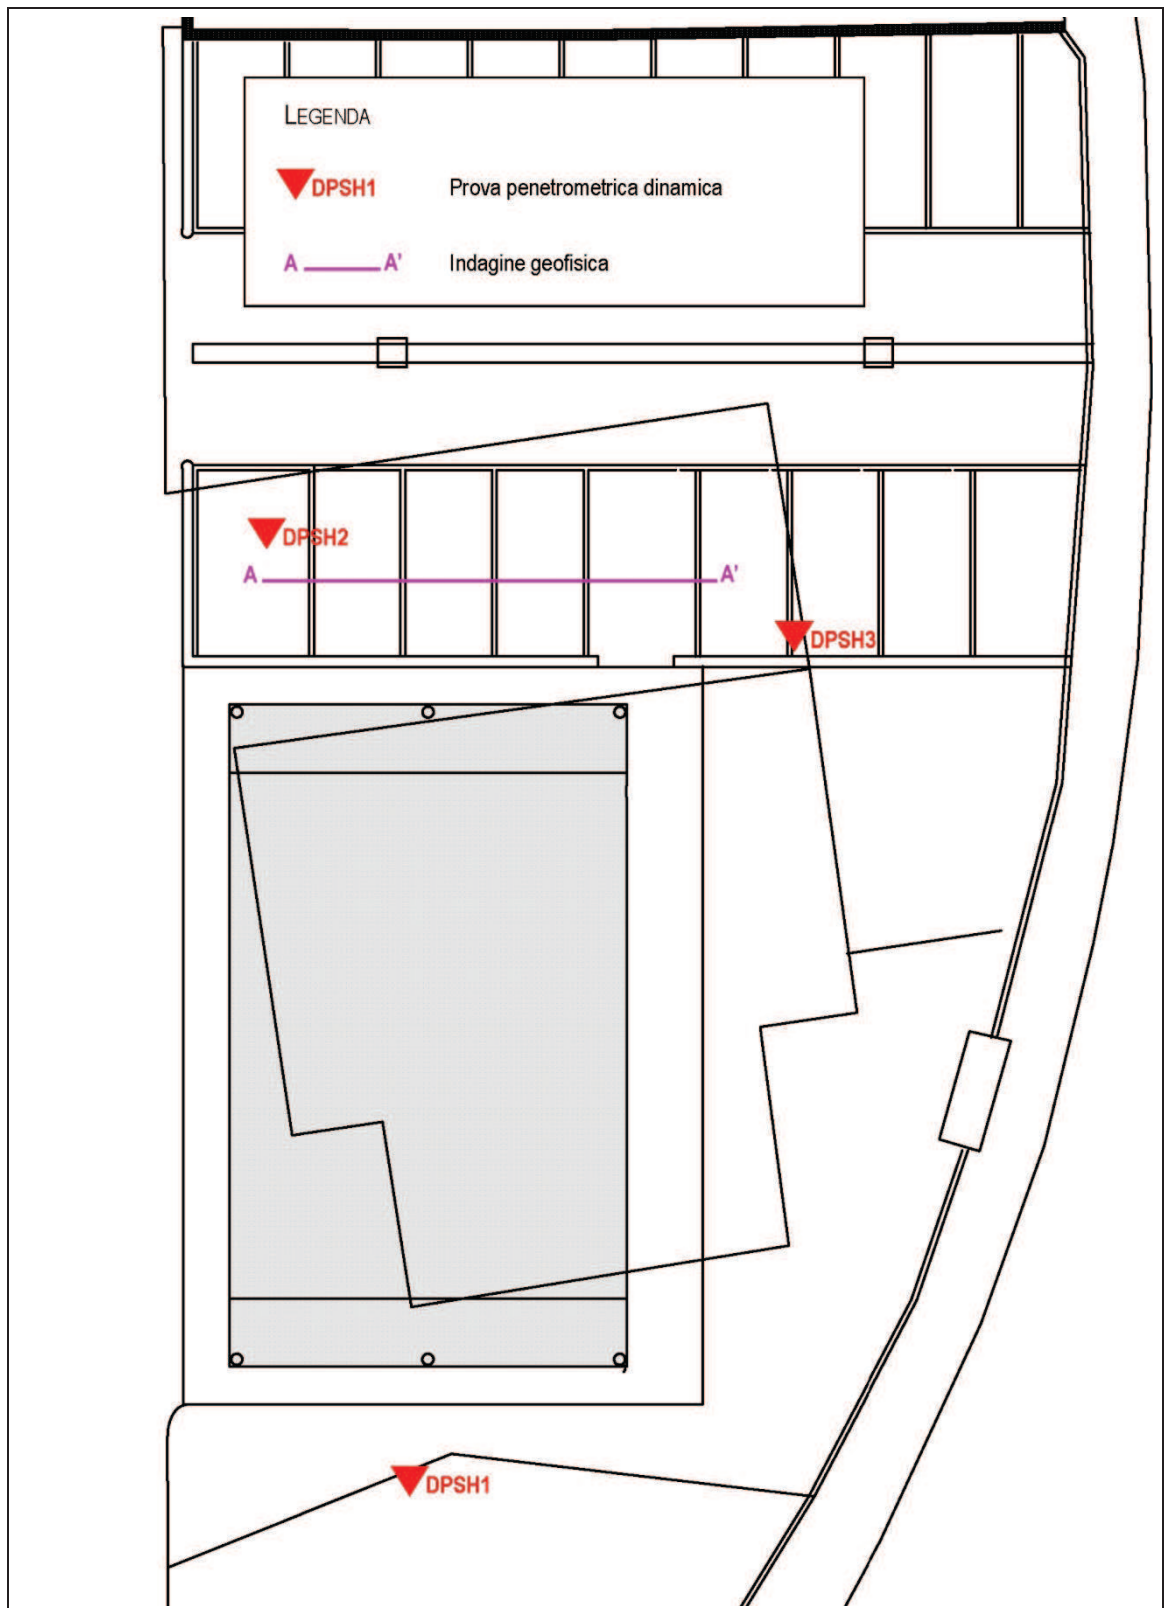 LEGENDA
DPSH1 Prova penetrometrica dinamica
A A' Indagine geofisica
DPSH2
A A'
DPSH3
DPSH1